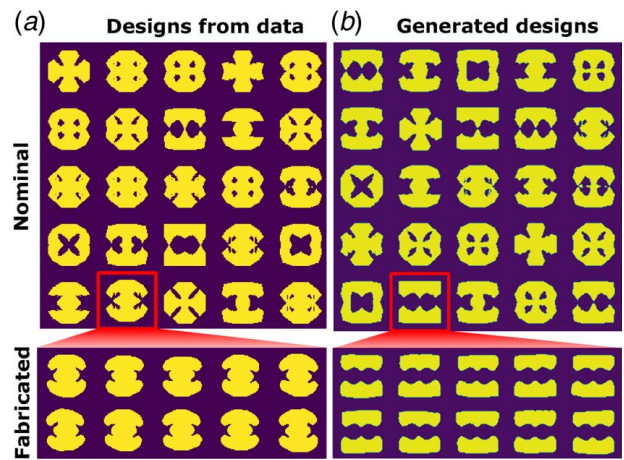 (a) Designs from data
(b) Generated designs
Nominal
Fabricated